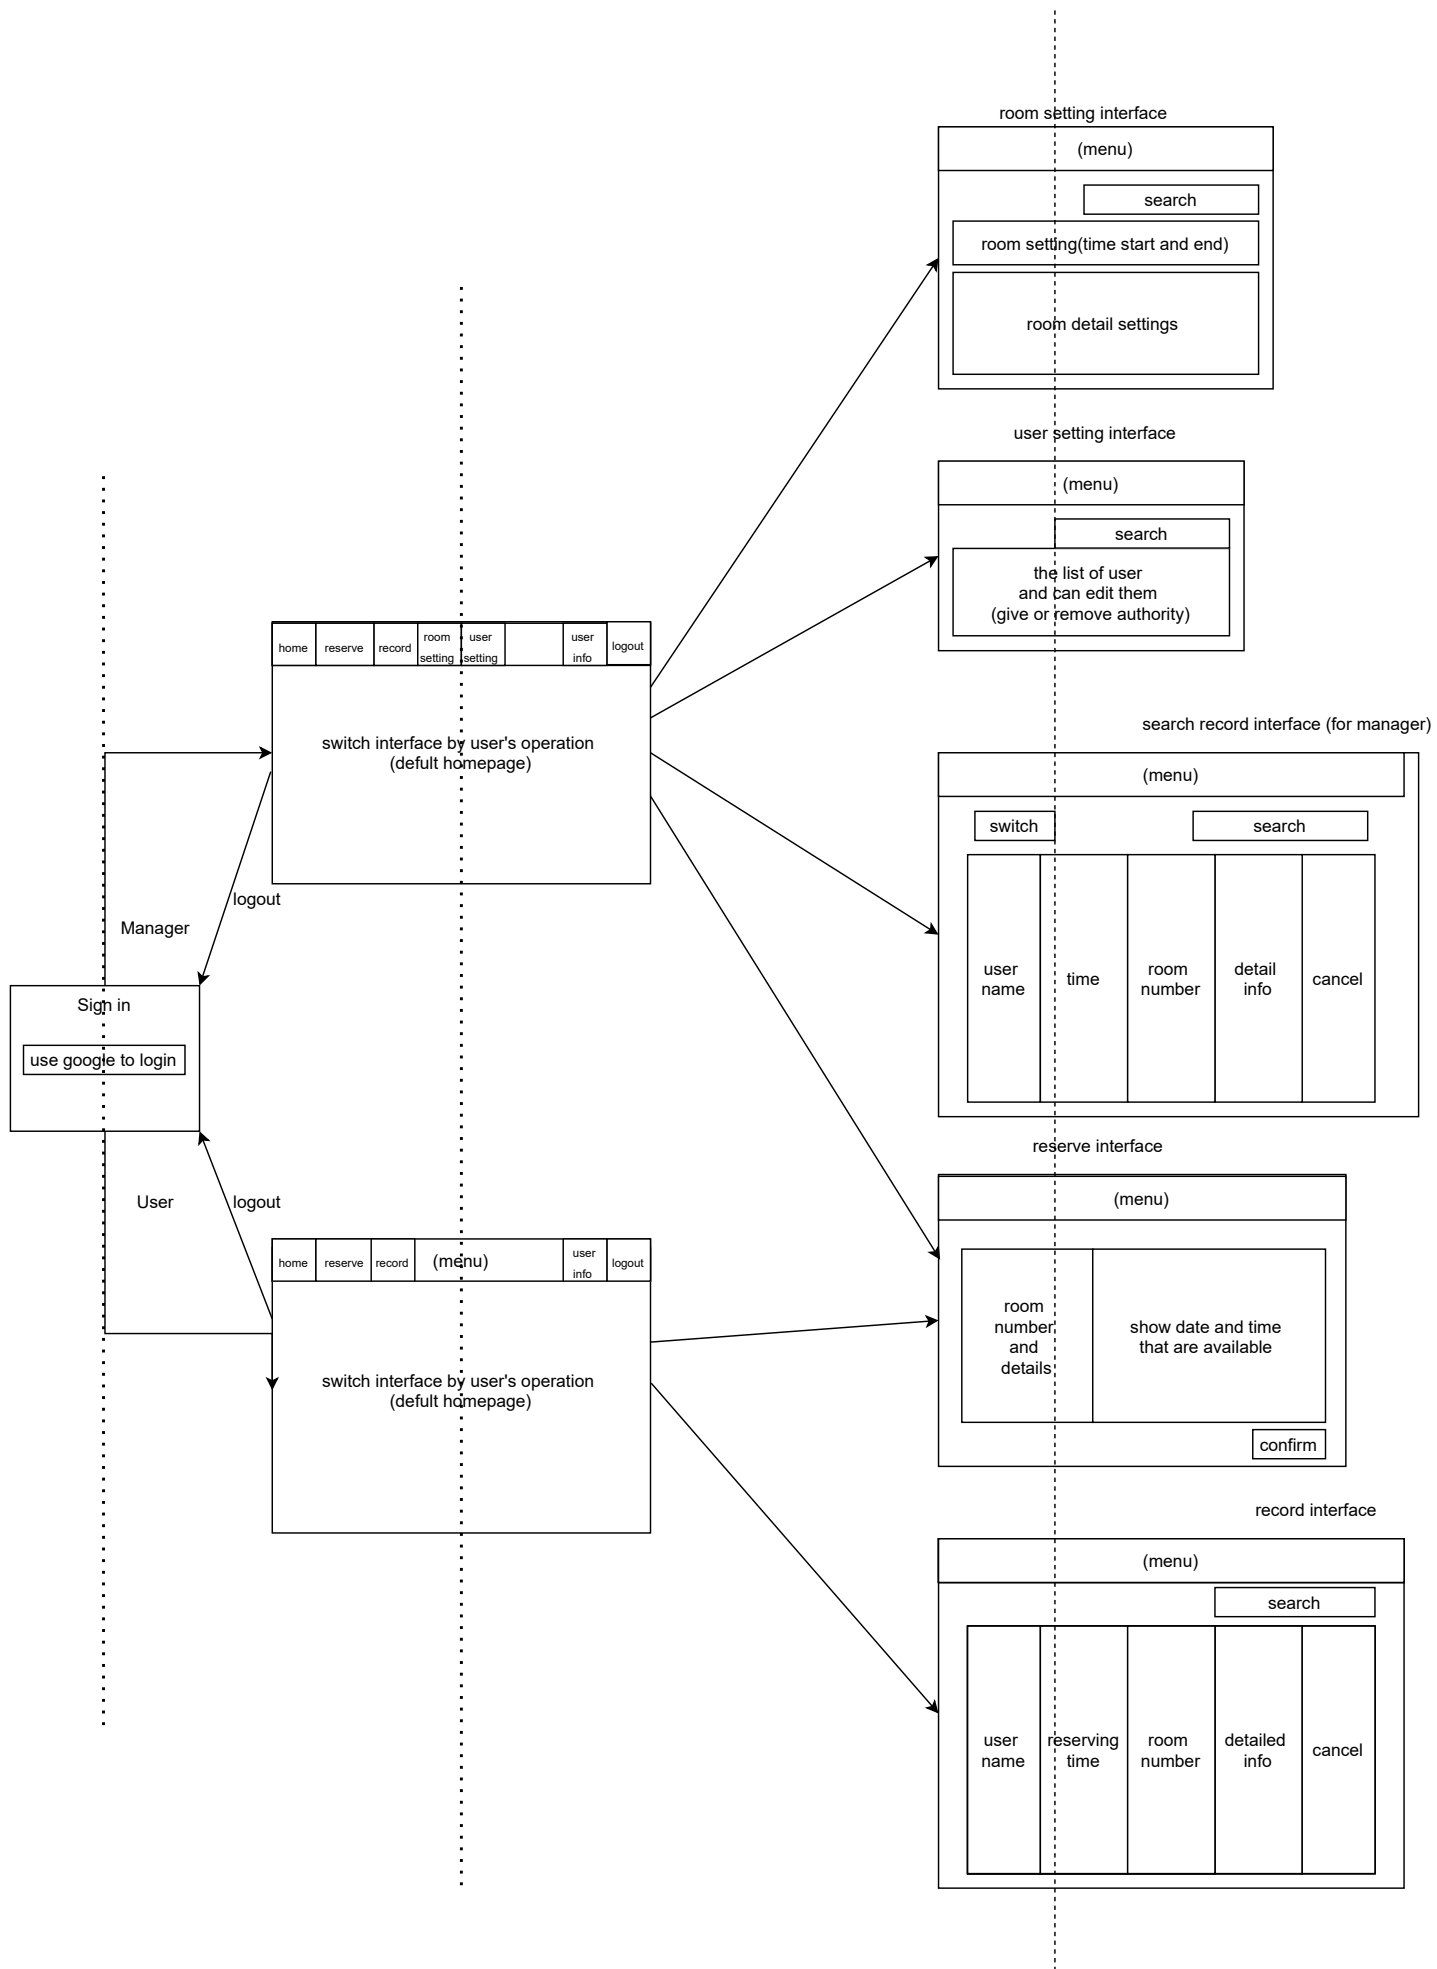 room setting interface
(menu)
search
room setting(time start and end)
room detail settings
user setting interface
(menu)
search
the list of user
and can edit them
(give or remove authority)
home
reserve
record
room
setting
user
setting
user
info
logout
switch interface by user's operation
(defult homepage)
logout
Manager
Sign in
use google to login
User
logout
search record interface (for manager)
(menu)
switch
search
user
name
time
room
number
detail
info
cancel
home
reserve
record
(menu)
user
info
logout
switch interface by user's operation
(defult homepage)
reserve interface
(menu)
room
number
and
details
show date and time
that are available
confirm
record interface
(menu)
search
user
name
reserving
time
room
number
detailed
info
cancel